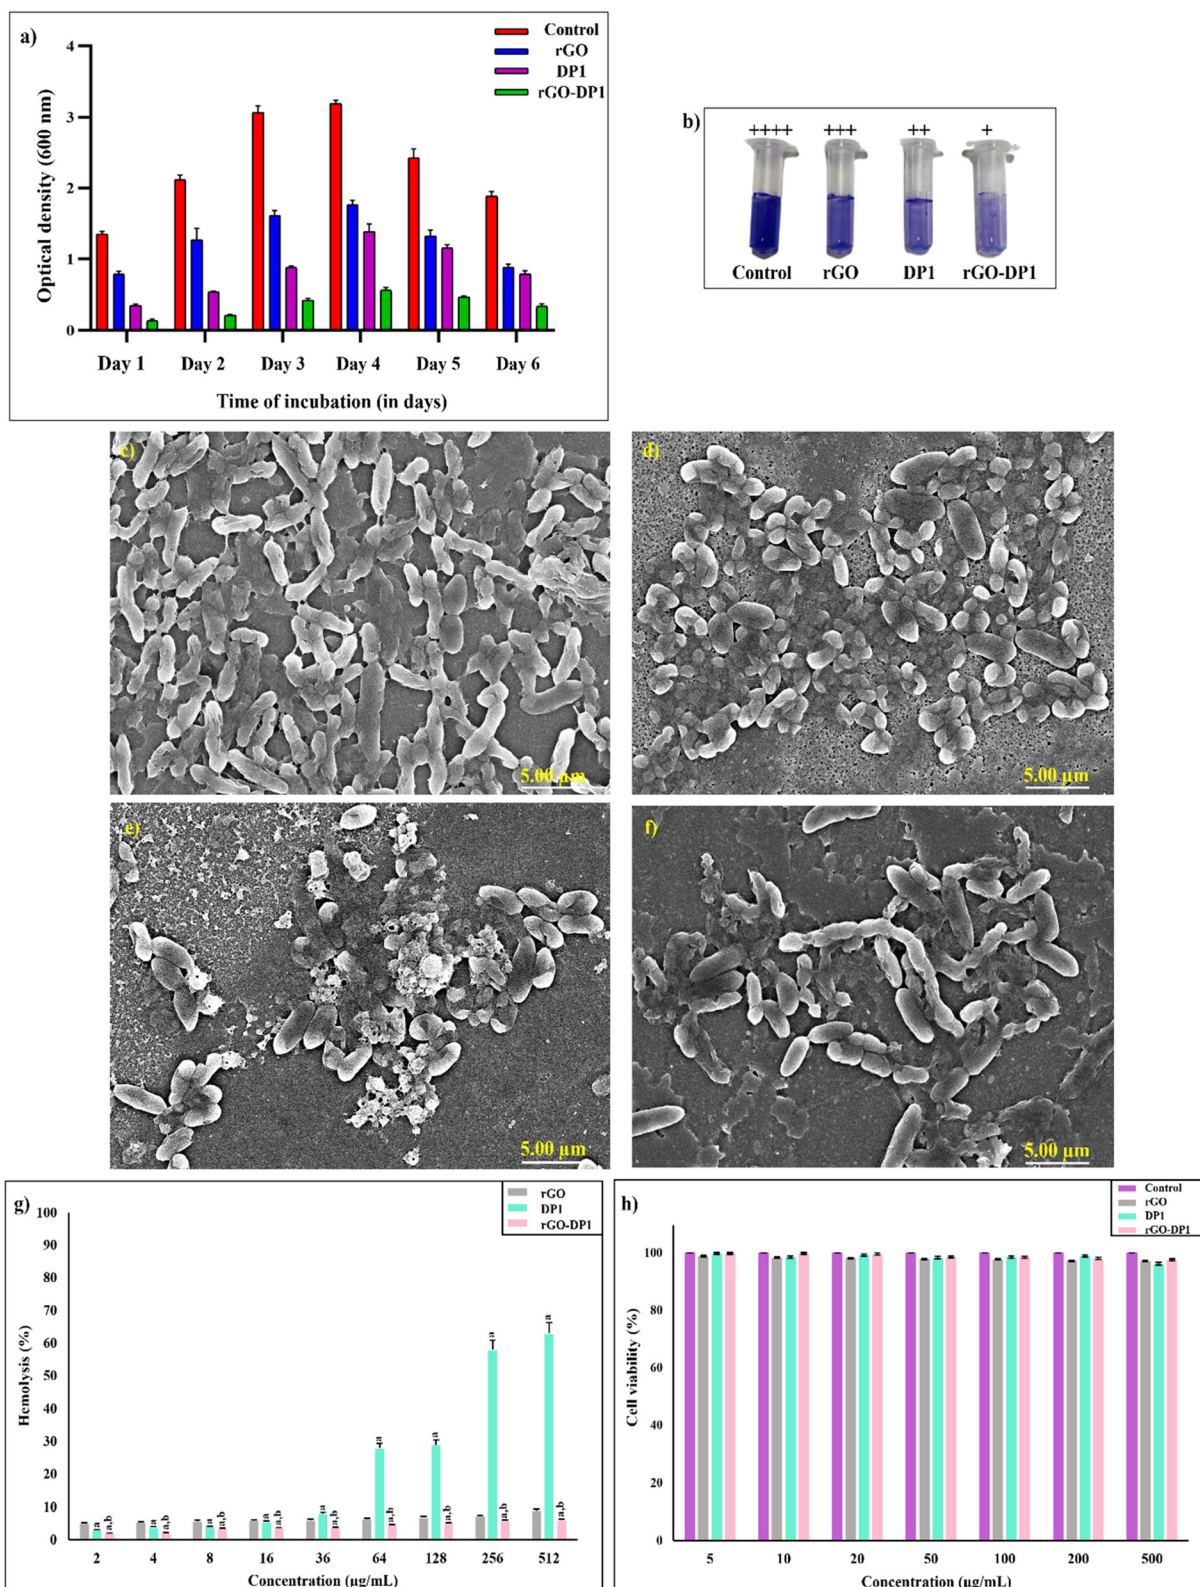 a)
Control
rGO
DP1
rGO-DP1
Optical density (600 nm)
4
3
2
1
0
Day 1 Day 2 Day 3 Day 4 Day 5 Day 6
Time of incubation (in days)
b)
++++ +++ ++ +
Control rGO DP1 rGO-DP1
c)
5.00 µm
d)
5.00 µm
e)
5.00 µm
f)
5.00 µm
g)
rGO
DP1
rGO-DP1
Hemolysis (%)
100
90
80
70
60
50
40
30
20
10
0
a a,b a a,b a a,b a a,b a a,b a a,b a a,b a a,b a a,b
2 4 8 16 36 64 128 256 512
Concentration (µg/mL)
h)
Control
rGO
DP1
rGO-DP1
Cell viability (%)
100
80
60
40
20
0
5 10 20 50 100 200 500
Concentration (µg/mL)